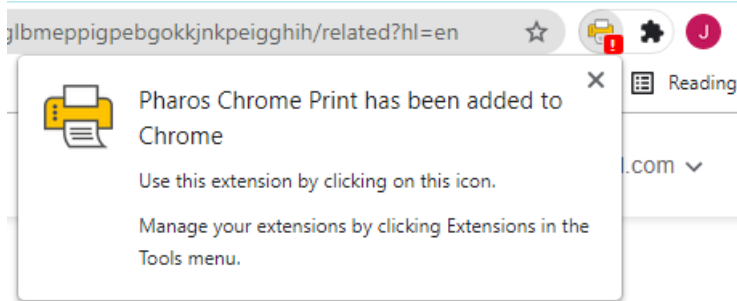 glbmeppigpebgokkjnkpeigghih/related?hl=en
!
J
Reading
Pharos Chrome Print has been added to
Chrome
.com
Use this extension by clicking on this icon.
Manage your extensions by clicking Extensions in the
Tools menu.